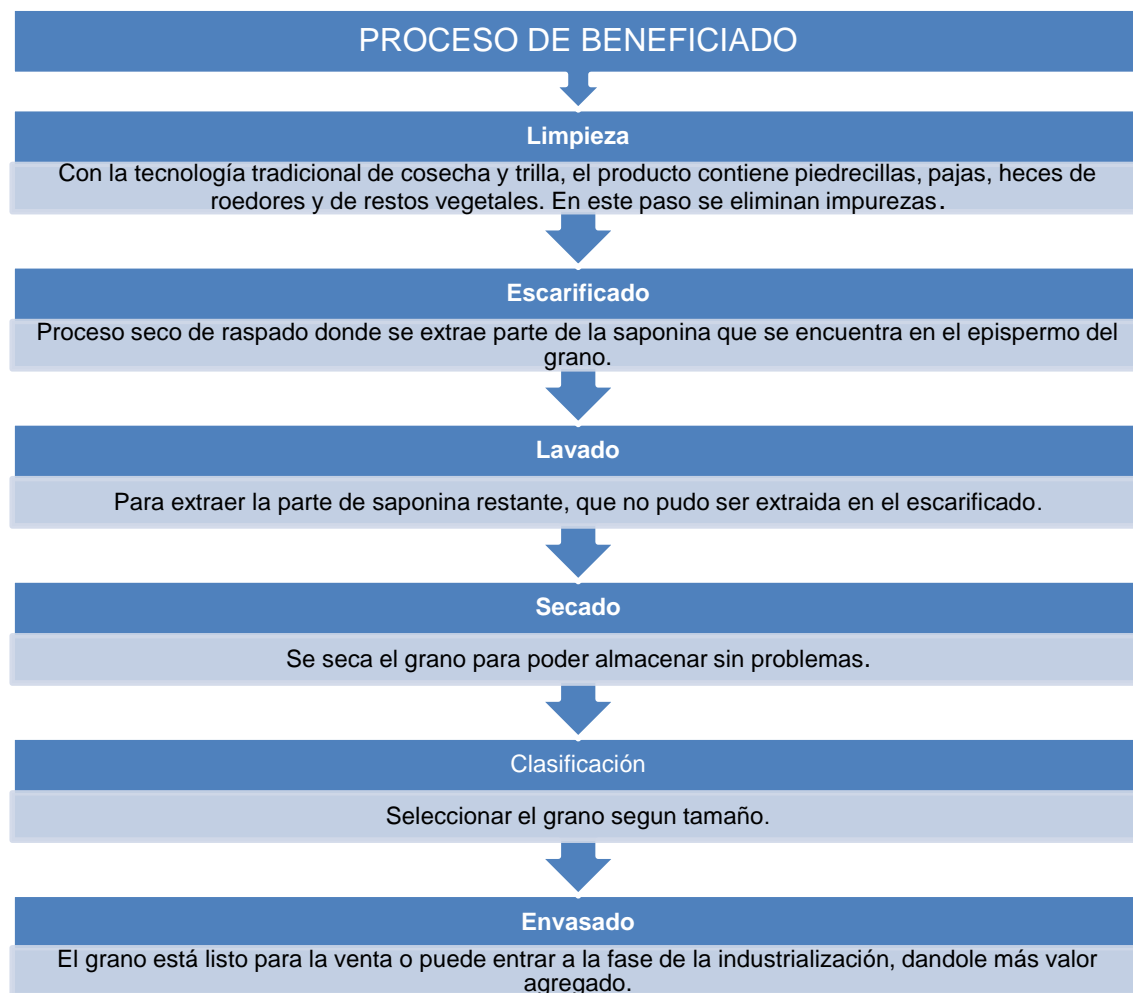 PROCESO DE BENEFICIADO
Limpieza
Con la tecnología tradicional de cosecha y trilla, el producto contiene piedrecillas, pajas, heces de
roedores y de restos vegetales. En este paso se eliminan impurezas.
Escarificado
Proceso seco de raspado donde se extrae parte de la saponina que se encuentra en el epispermo del
grano.
Lavado
Para extraer la parte de saponina restante, que no pudo ser extraida en el escarificado.
Secado
Se seca el grano para poder almacenar sin problemas.
Clasificación
Seleccionar el grano segun tamaño.
Envasado
El grano está listo para la venta o puede entrar a la fase de la industrialización, dandole más valor
agregado.